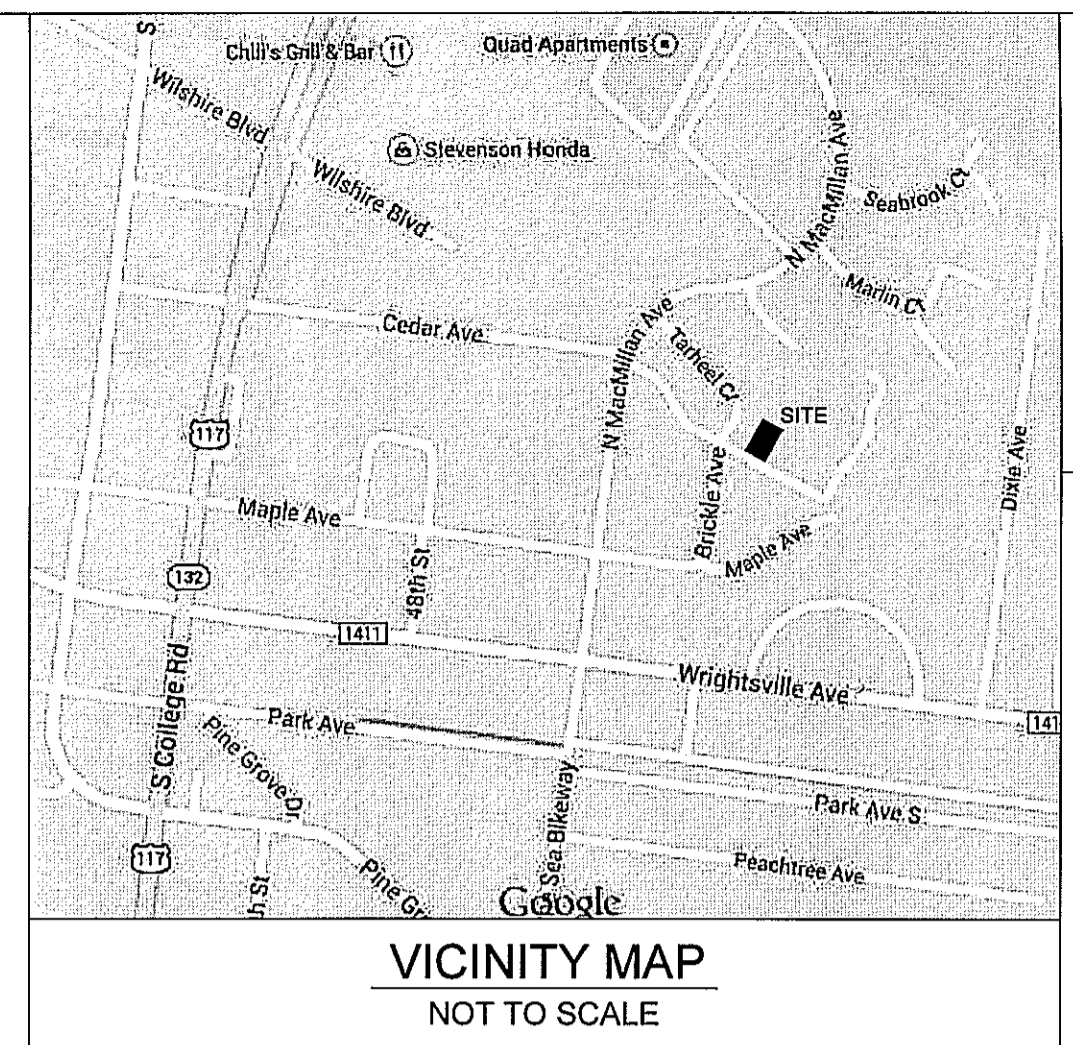 S
Chili's Grill & Bar
Quad Apartments
Wilshire Blvd
Stevenson Honda
Wilshire Blvd
N MacMillan Ave
Seabrook Ct
Marlin Ct
Cedar Ave
N MacMillan Ave
Tarheel Ct
SITE
117
Brickle Ave
Dixie Ave
Maple Ave
Maple Ave
132
48th St
1411
S College Rd
Wrightsville Ave
141
Park Ave
Pine Grove Dr
Sea Bikeway
Park Ave S
117
Peachtree Ave
h St
Pine Gr
Google
VICINITY MAP
NOT TO SCALE